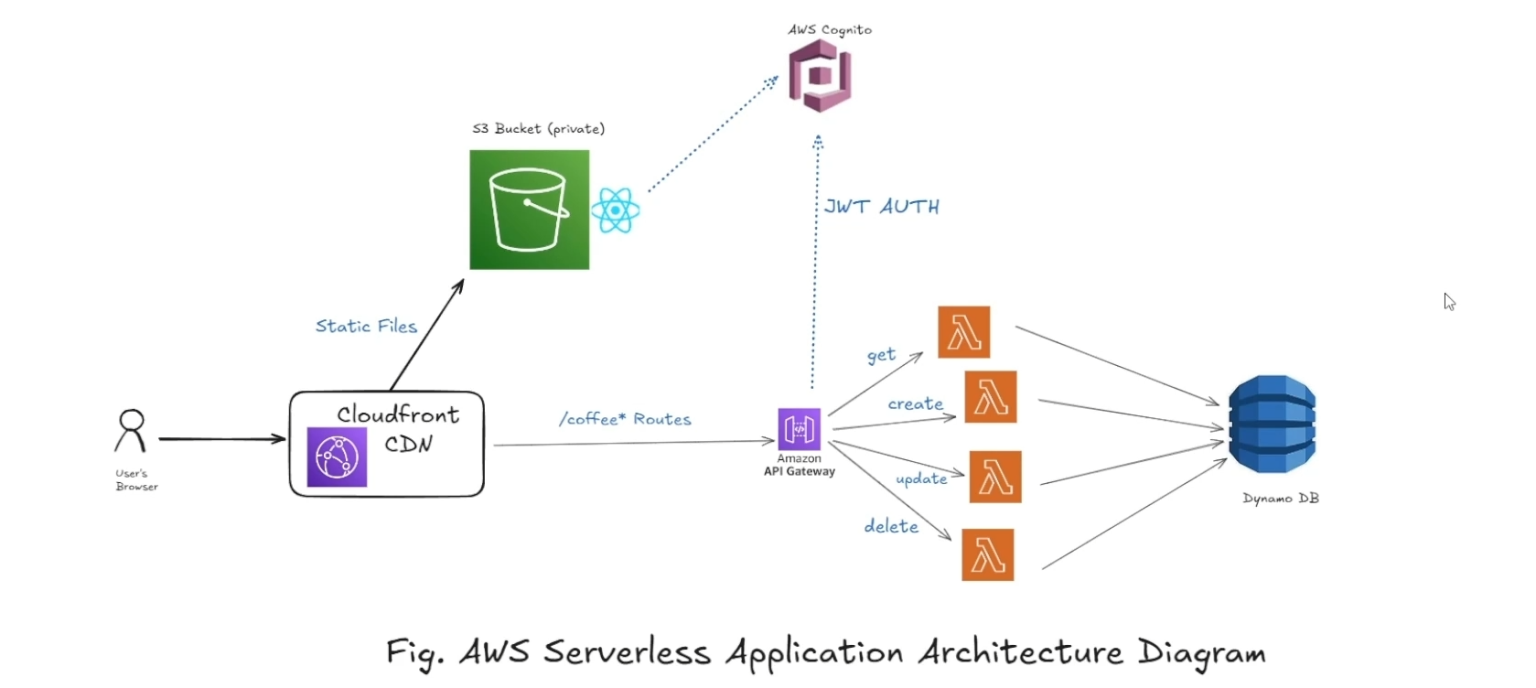 AWS Cognito
S3 Bucket (private)
JWT AUTH
Static Files
get
Cloudfront
CDN
/coffee* Routes
create
Amazon
API Gateway
User's
Browser
update
delete
Dynamo DB
Fig. AWS Serverless Application Architecture Diagram